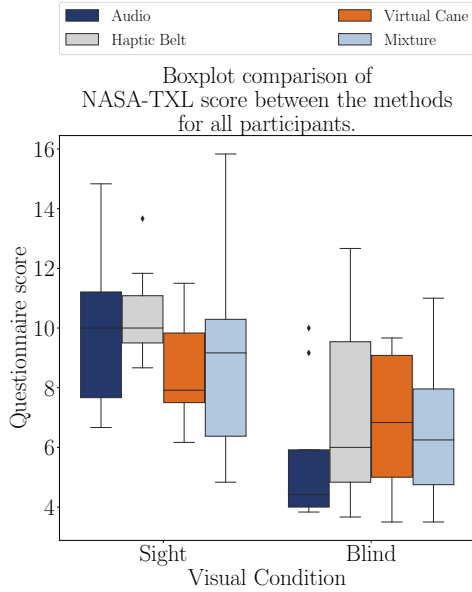 Audio
Haptic Belt
Virtual Cane
Mixture
Boxplot comparison of
NASA-TXL score between the methods
for all participants.
16
14
12
10
8
6
4
Questionnaire score
Sight Blind
Visual Condition